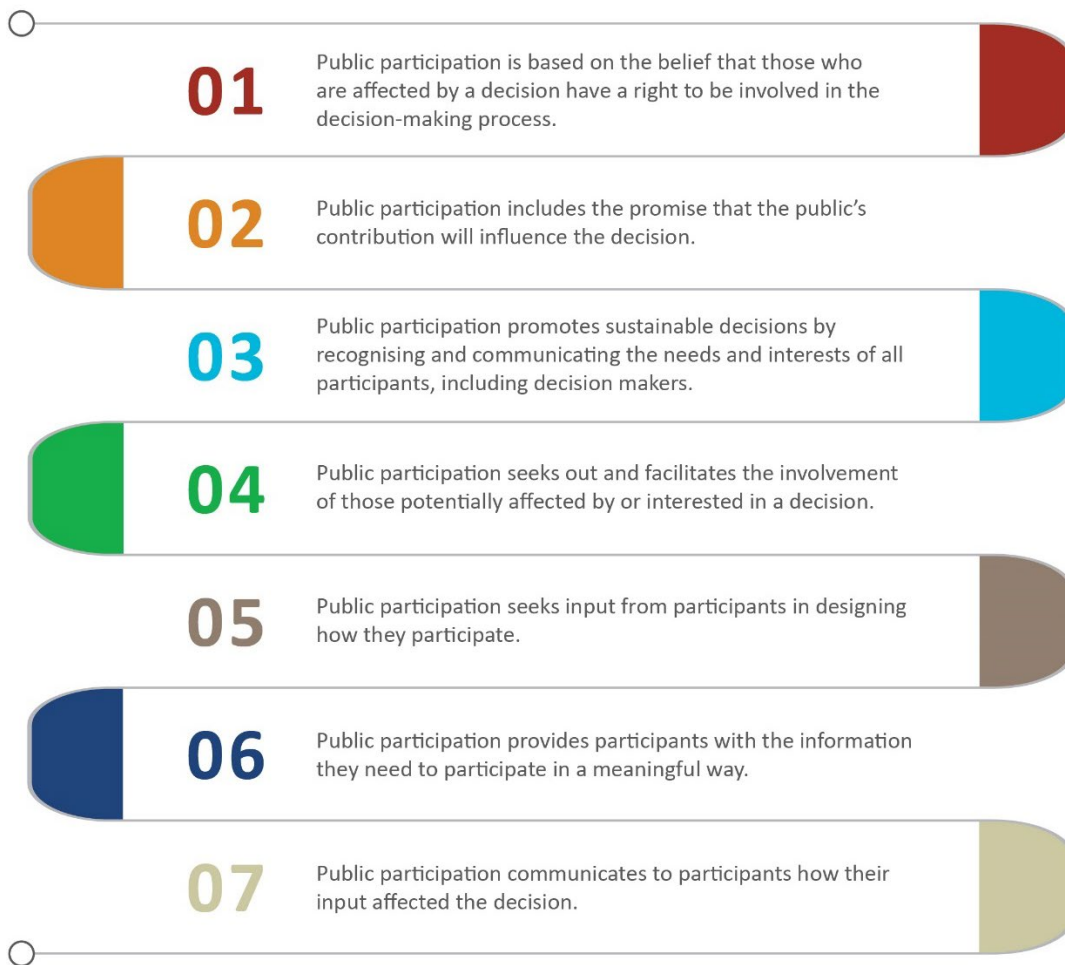 01
Public participation is based on the belief that those who
are affected by a decision have a right to be involved in the
decision-making process.
02
Public participation includes the promise that the public's
contribution will influence the decision.
03
Public participation promotes sustainable decisions by
recognising and communicating the needs and interests of all
participants, including decision makers.
04
Public participation seeks out and facilitates the involvement
of those potentially affected by or interested in a decision.
05
Public participation seeks input from participants in designing
how they participate.
06
Public participation provides participants with the information
they need to participate in a meaningful way.
07
Public participation communicates to participants how their
input affected the decision.